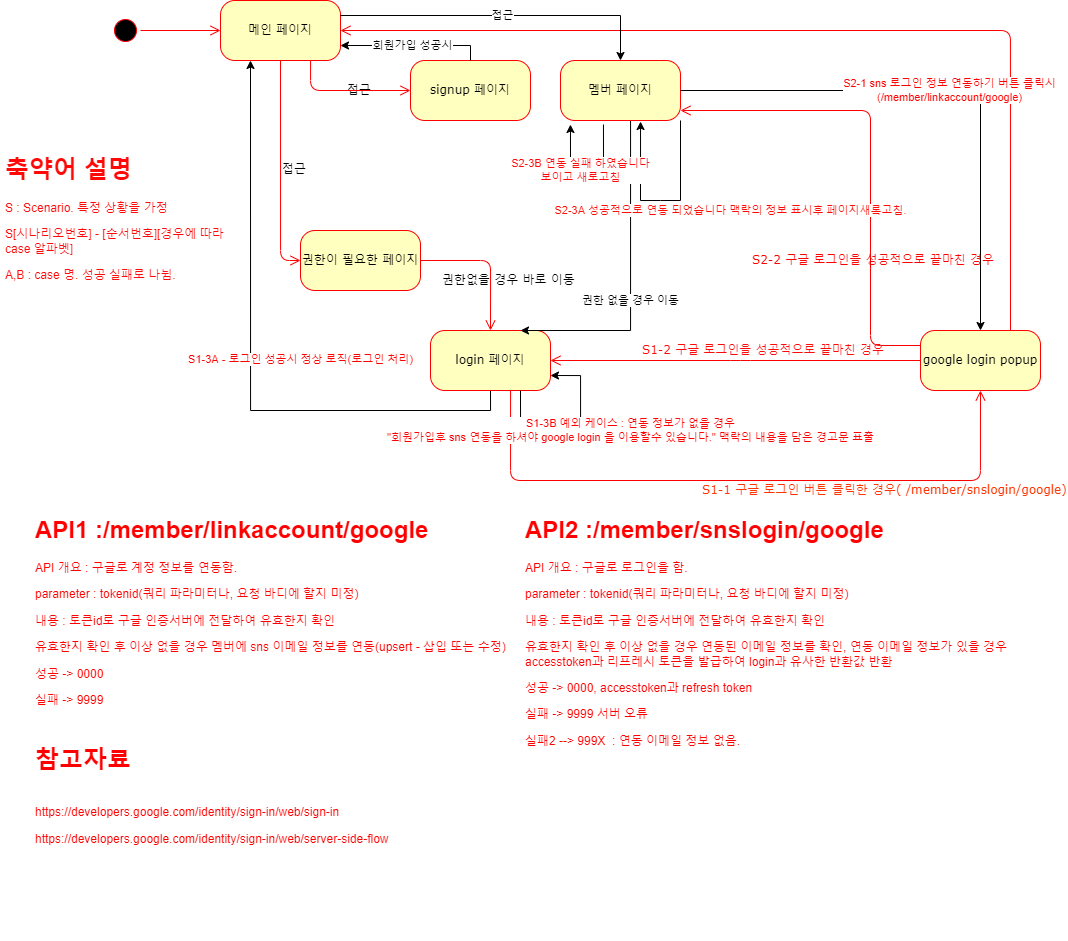 메인 페이지
접근
회원가입 성공시
접근
signup 페이지
멤버 페이지
S2-1 sns 로그인 정보 연동하기 버튼 클릭시
(/member/linkaccount/google)
축약어 설명
S : Scenario. 특정 상황을 가정
S[시나리오번호] - [순서번호][경우에 따라
case 알파벳]
A,B : case 명. 성공 실패로 나뉨.
접근
S2-3B 연동 실패 하였습니다
보이고 새로고침
S2-3A 성공적으로 연동 되었습니다 맥락의 정보 표시후 페이지새록고침.
권한이 필요한 페이지
권한없을 경우 바로 이동
권한 없을 경우 이동
S2-2 구글 로그인을 성공적으로 끝마친 경우
S1-3A - 로그인 성공시 정상 로직(로그인 처리)
login 페이지
S1-2 구글 로그인을 성공적으로 끝마친 경우
google login popup
S1-3B 예외 케이스 : 연동 정보가 없을 경우
"회원가입후 sns 연동을 하셔야 google login 을 이용할수 있습니다." 맥락의 내용을 담은 경고문 표출
S1-1 구글 로그인 버튼 클릭한 경우( /member/snslogin/google)
API1 :/member/linkaccount/google
API 개요 : 구글로 계정 정보를 연동함.
parameter : tokenid(쿼리 파라미터나, 요청 바디에 할지 미정)
내용 : 토큰id로 구글 인증서버에 전달하여 유효한지 확인
유효한지 확인 후 이상 없을 경우 멤버에 sns 이메일 정보를 연동(upsert - 삽입 또는 수정)
성공 -> 0000
실패 -> 9999
API2 :/member/snslogin/google
API 개요 : 구글로 로그인을 함.
parameter : tokenid(쿼리 파라미터나, 요청 바디에 할지 미정)
내용 : 토큰id로 구글 인증서버에 전달하여 유효한지 확인
유효한지 확인 후 이상 없을 경우 연동된 이메일 정보를 확인, 연동 이메일 정보가 있을 경우
accesstoken과 리프레시 토큰을 발급하여 login과 유사한 반환값 반환
성공 -> 0000, accesstoken과 refresh token
실패 -> 9999 서버 오류
실패2 --> 999X : 연동 이메일 정보 없음.
참고자료
https://developers.google.com/identity/sign-in/web/sign-in
https://developers.google.com/identity/sign-in/web/server-side-flow